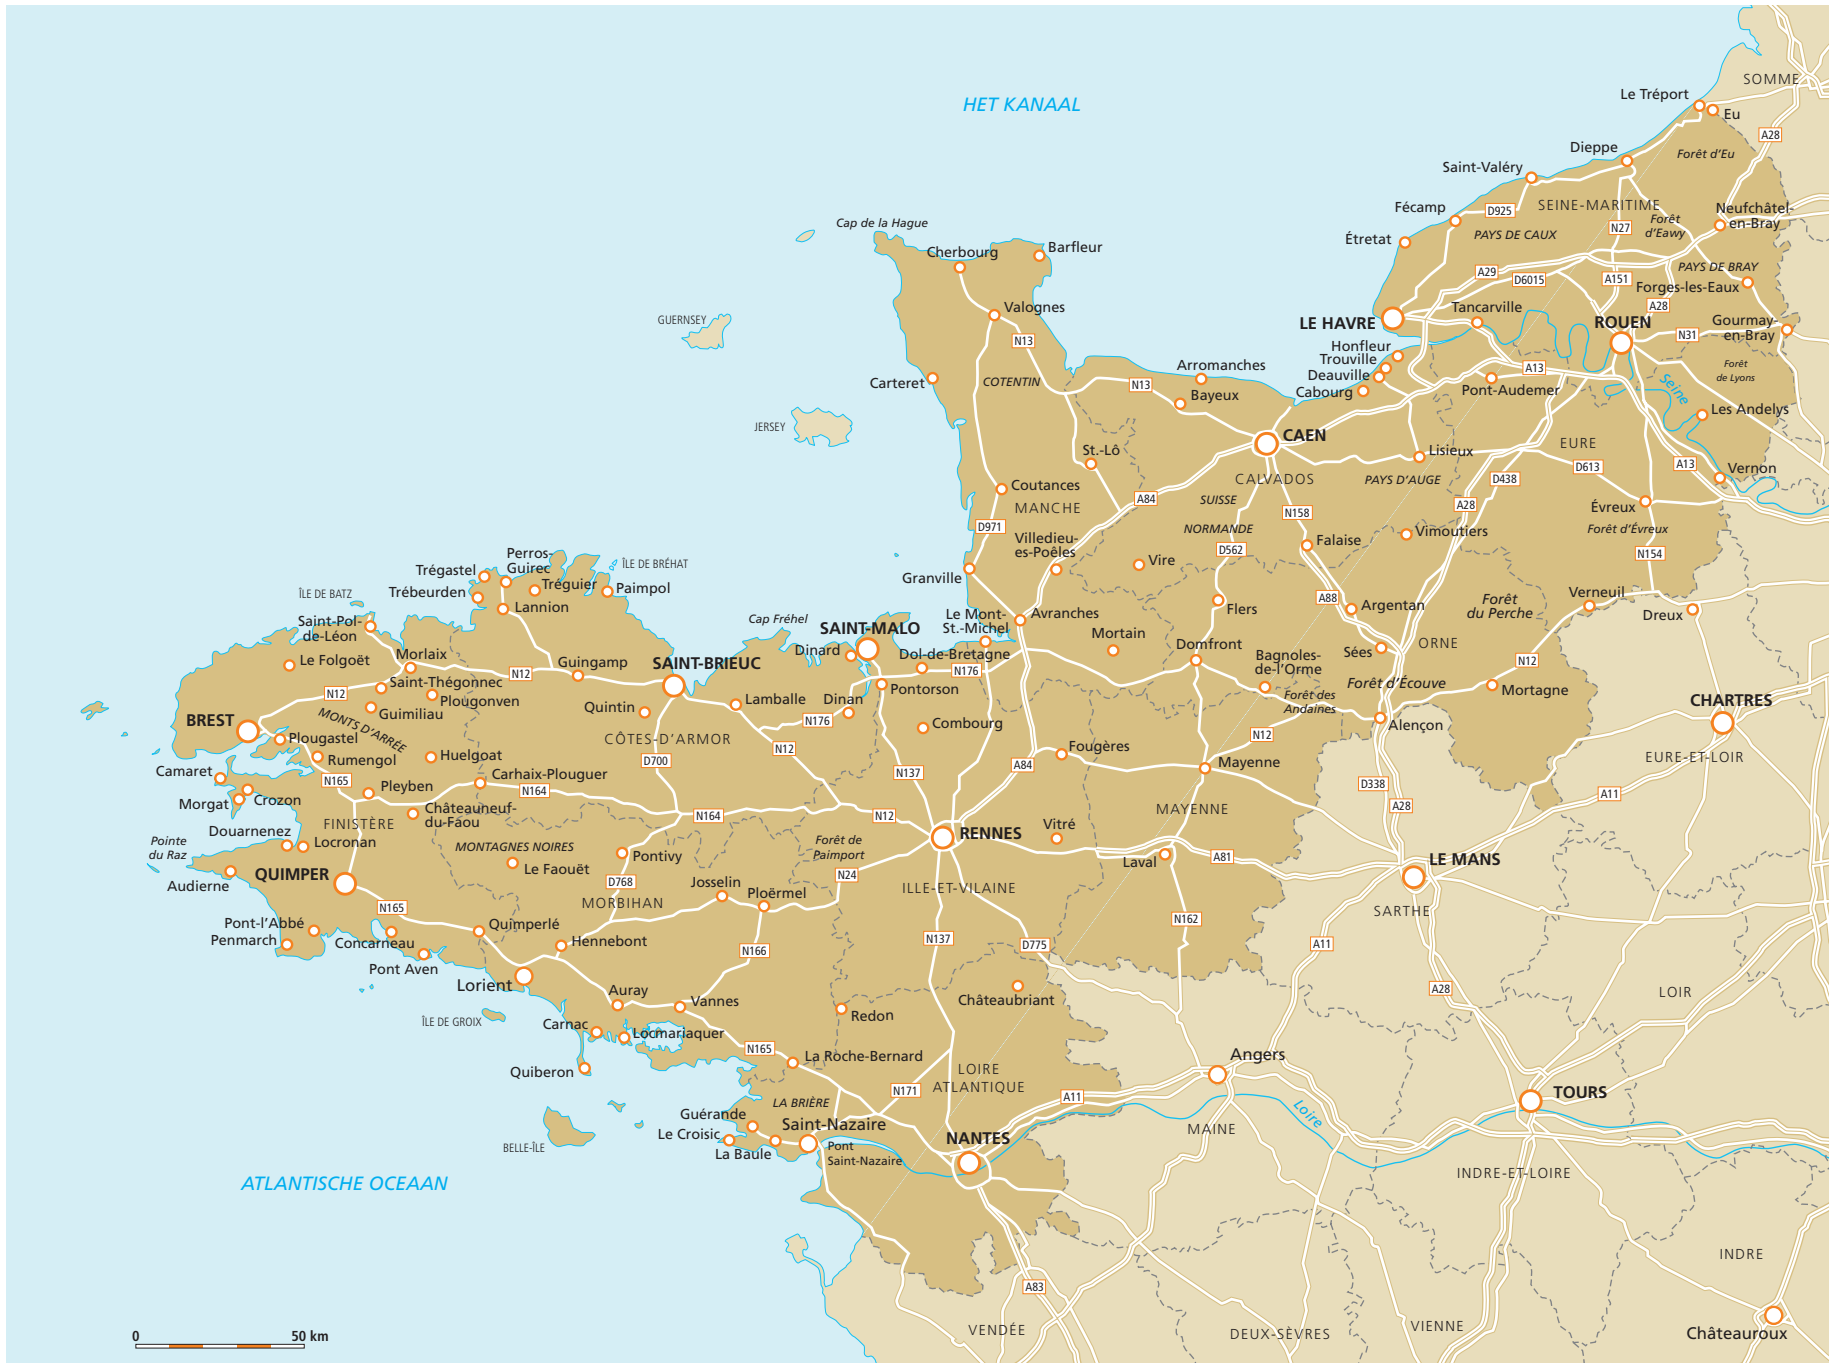 SOMME
Le Tréport
Eu
HET KANAAL
A28
Dieppe
Forêt d'Eu
Saint-Valéry
Fécamp
D925
SEINE-MARITIME
Neufchâtel-
en-Bray
Cap de la Hague
Forêt
d'Eawy
N27
Étretat
PAYS DE CAUX
Cherbourg
Barfleur
A29
D6015
A151
PAYS DE BRAY
Forges-les-Eaux
Valognes
Tancarville
A28
GUERNSEY
LE HAVRE
ROUEN
Gourmay-
en-Bray
N31
N13
Honfleur
Trouville
Deauville
Cabourg
Arromanches
A13
Forêt
de Lyons
Carteret
COTENTIN
N13
Bayeux
Pont-Audemer
Seine
Les Andelys
JERSEY
CAEN
St.-Lô
Lisieux
EURE
D613
A13
Vernon
CALVADOS
PAYS D'AUGE
D438
Coutances
MANCHE
A84
SUISSE
NORMANDE
N158
A28
Évreux
Forêt d'Évreux
D971
Villedieu-
es-Poêles
D562
Falaise
Vimoutiers
N154
Perros-
Guirec
ÎLE DE BRÉHAT
Trégastel
Trébeurden
Tréguier
Paimpol
Lannion
Granville
Vire
Flers
A88
Argentan
Forêt
du Perche
Verneuil
Dreux
ÎLE DE BATZ
Saint-Pol-
de-Léon
Cap Fréhel
SAINT-MALO
Le Mont-
St.-Michel
Avranches
Mortain
Domfront
Sées
ORNE
Le Folgoët
Morlaix
N12
Guingamp
SAINT-BRIEUC
Dinard
Dol-de-Bretagne
N176
Bagnoles-
de-l'Orme
N12
Saint-Thégonnec
Plougonven
N12
Guimiliau
Quintin
Lamballe
Dinan
Pontorson
Forêt des
Andaines
Forêt d'Écouve
Mortagne
BREST
MONTS D'ARRÉE
N176
Combourg
Alençon
CHARTRES
Plougastel
Rumengol
Huelgoat
CÔTES-D'ARMOR
N12
Fougères
N12
EURE-ET-LOIR
Camaret
N165
Carhaix-Plouguer
D700
N137
A84
Mayenne
D338
A11
Morgat
Crozon
Pleyben
N164
Châteauneuf-
du-Faou
N164
N12
MAYENNE
A28
Douarnenez
FINISTÈRE
Locronan
MONTAGNES NOIRES
Pontivy
Forêt de
Paimport
RENNES
Vitré
Laval
A81
LE MANS
Pointe
du Raz
Audierne
QUIMPER
Le Faouët
D768
Josselin
Ploërmel
N24
ILLE-ET-VILAINE
SARTHE
N165
MORBIHAN
N162
Pont-l'Abbé
Penmarch
Concarneau
Pont Aven
Quimperlé
Hennebont
N166
N137
D775
A11
Lorient
Auray
Vannes
Châteaubriant
A28
LOIR
ÎLE DE GROIX
Carnac
Locmariaquer
Redon
N165
La Roche-Bernard
Angers
Quiberon
LOIRE
ATLANTIQUE
N171
A11
TOURS
LA BRIÈRE
Guérande
Le Croisic
La Baule
Saint-Nazaire
Pont
Saint-Nazaire
NANTES
Loire
MAINE
BELLE-ÎLE
INDRE-ET-LOIRE
ATLANTISCHE OCEAAN
INDRE
A83
VENDÉE
DEUX-SÈVRES
VIENNE
Châteauroux
0 50 km